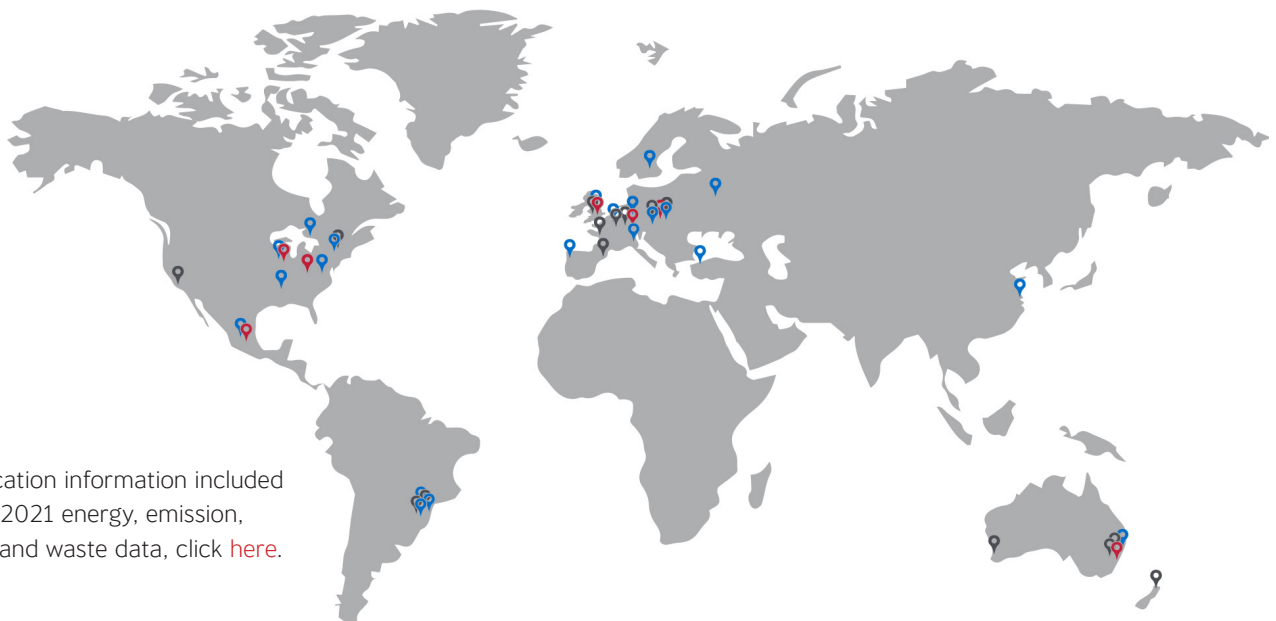 cation information included
2021 energy, emission,
and waste data, click here.